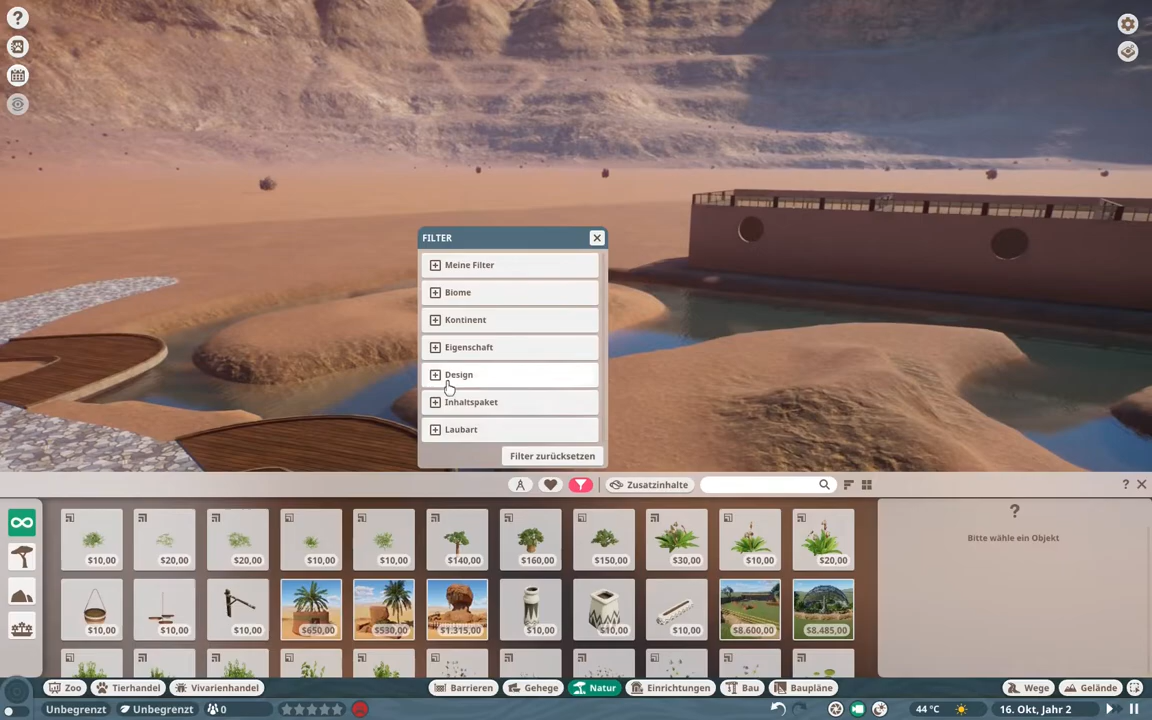 FILTER
Meine Filter
Biome
Kontinent
Eigenschaft
Design
Inhaltspaket
Laubart
Filter zurücksetzen
Zusatzinhalte
?
?
Bitte wähle ein Objekt
$10,00 $20,00 $20,00 $10,00 $10,00 $140,00 $160,00 $150,00 $30,00 $10,00 $20,00
$10,00 $10,00 $10,00 $650,00 $530,00 $1.315,00 $10,00 $10,00 $10,00 $8.600,00 $8.485,00
Zoo Tierhandel Vivarienhandel Barrieren Gehege Natur Einrichtungen Bau Baupläne Wege Gelände
Unbegrenzt Unbegrenzt 0 44 °C 16. Okt, Jahr 2